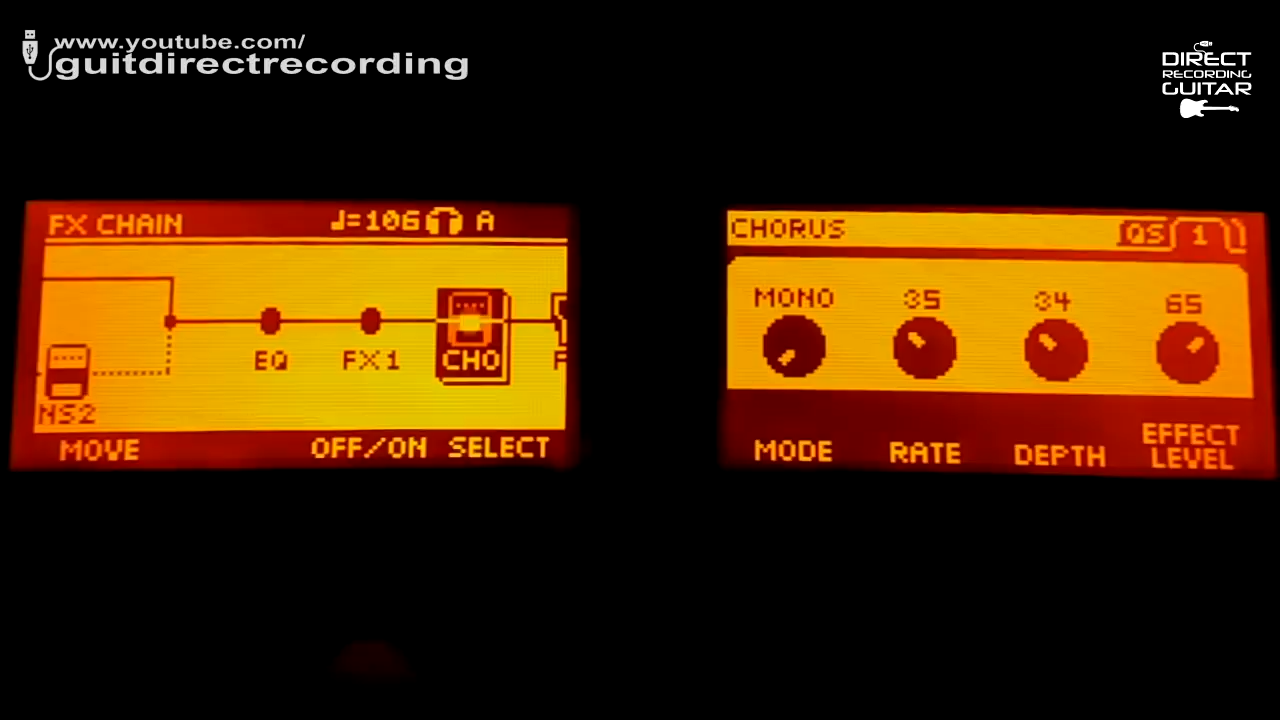 www.youtube.com/
guitdirectrecording
DIRECT
RECORDING
GUITAR
FX CHAIN ♩=106 A
EQ FX1 CHO F
NS2
MOVE OFF/ON SELECT
CHORUS QS 1
MONO 35 34 65
MODE RATE DEPTH EFFECT LEVEL